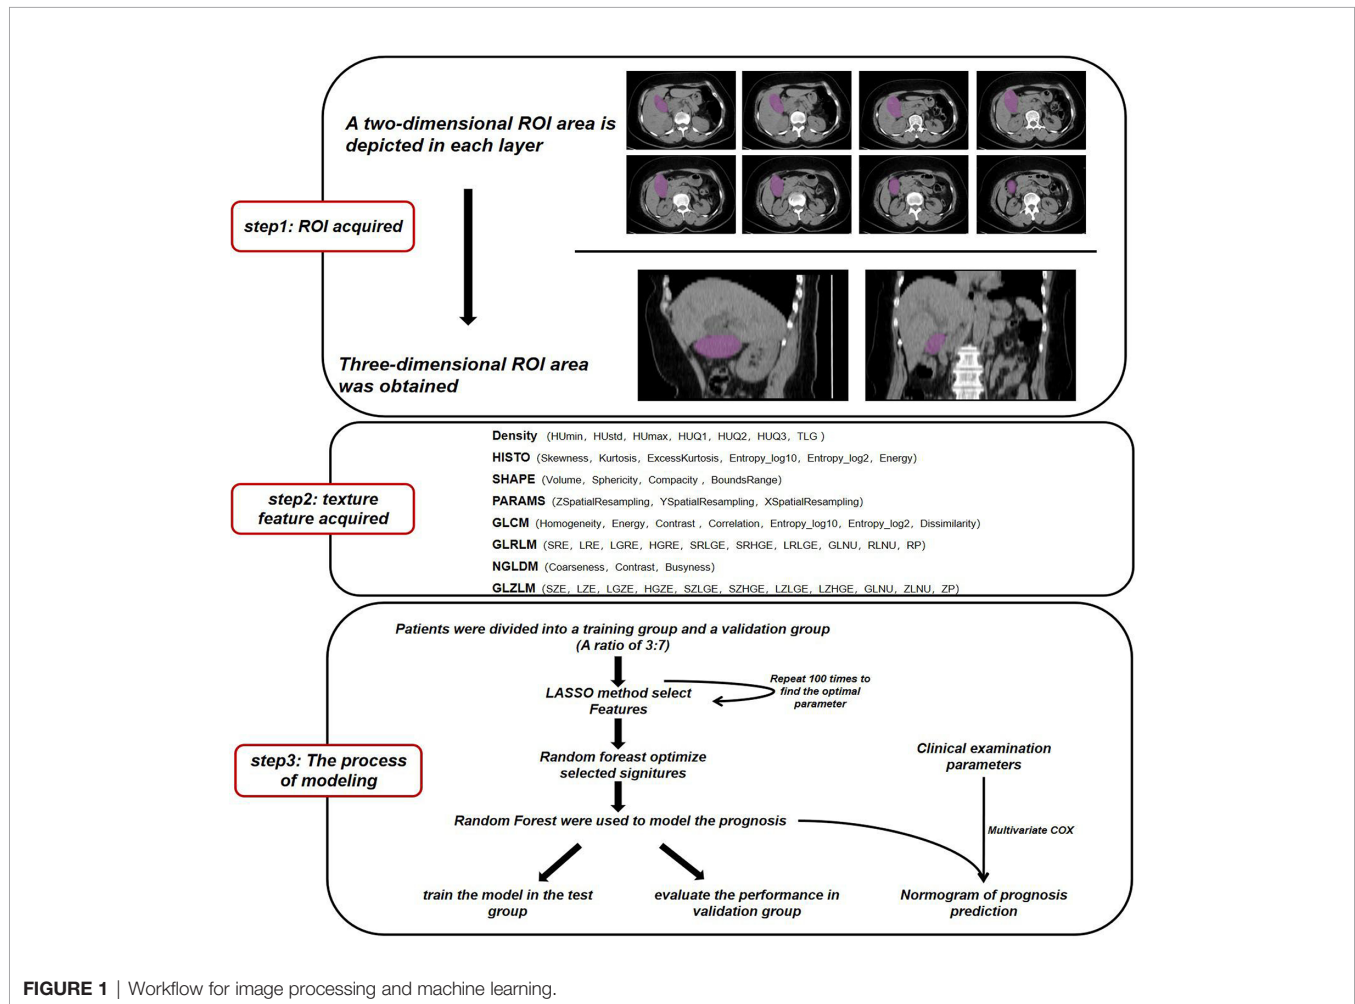 A two-dimensional ROI area is
depicted in each layer
step1: ROI acquired
Three-dimensional ROI area
was obtained
step2: texture
feature acquired
Density (HUmin, HUstd, HUmax, HUQ1, HUQ2, HUQ3, TLG )
HISTO (Skewness, Kurtosis, ExcessKurtosis, Entropy_log10, Entropy_log2, Energy)
SHAPE (Volume, Sphericity, Compacity , BoundsRange)
PARAMS (ZSpatialResampling, YSpatialResampling, XSpatialResampling)
GLCM (Homogeneity, Energy, Contrast , Correlation, Entropy_log10, Entropy_log2, Dissimilarity)
GLRLM (SRE, LRE, LGRE, HGRE, SRLGE, SRHGE, LRLGE, GLNU, RLNU, RP)
NGLDM (Coarseness, Contrast, Busyness)
GLZLM (SZE, LZE, LGZE, HGZE, SZLGE, SZHGE, LZLGE, LZHGE, GLNU, ZLNU, ZP)
step3: The process
of modeling
Patients were divided into a training group and a validation group
(A ratio of 3:7)
LASSO method select
Features
Repeat 100 times to
find the optimal
parameter
Random foreast optimize
selected signitures
Clinical examination
parameters
Random Forest were used to model the prognosis
Multivariate COX
train the model in the test
group
evaluate the performance in
validation group
Normogram of prognosis
prediction
FIGURE 1 | Workflow for image processing and machine learning.